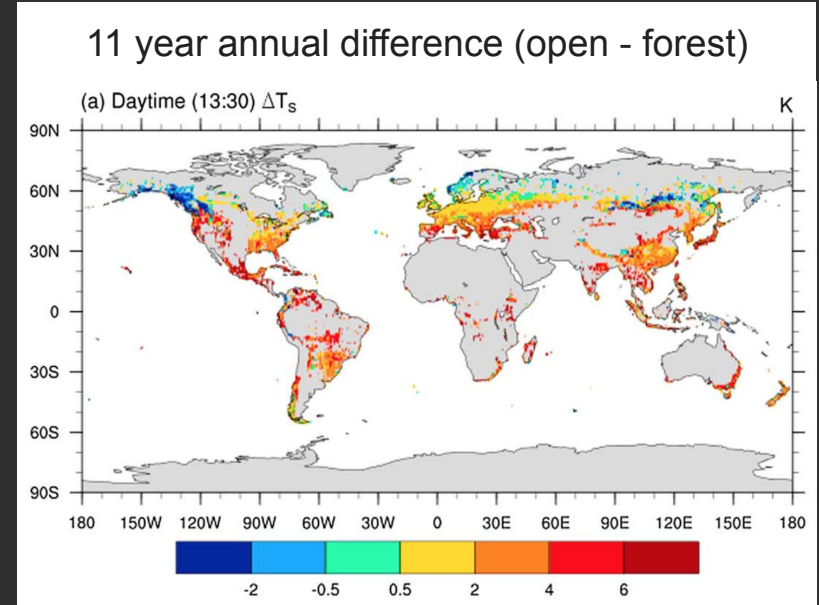 11 year annual difference (open - forest)
(a) Daytime (13:30) ΔTs K
90N
60N
30N
0
30S
60S
90S
180 150W 120W 90W 60W 30W 0 30E 60E 90E 120E 150E 180
-2 -0.5 0.5 2 4 6